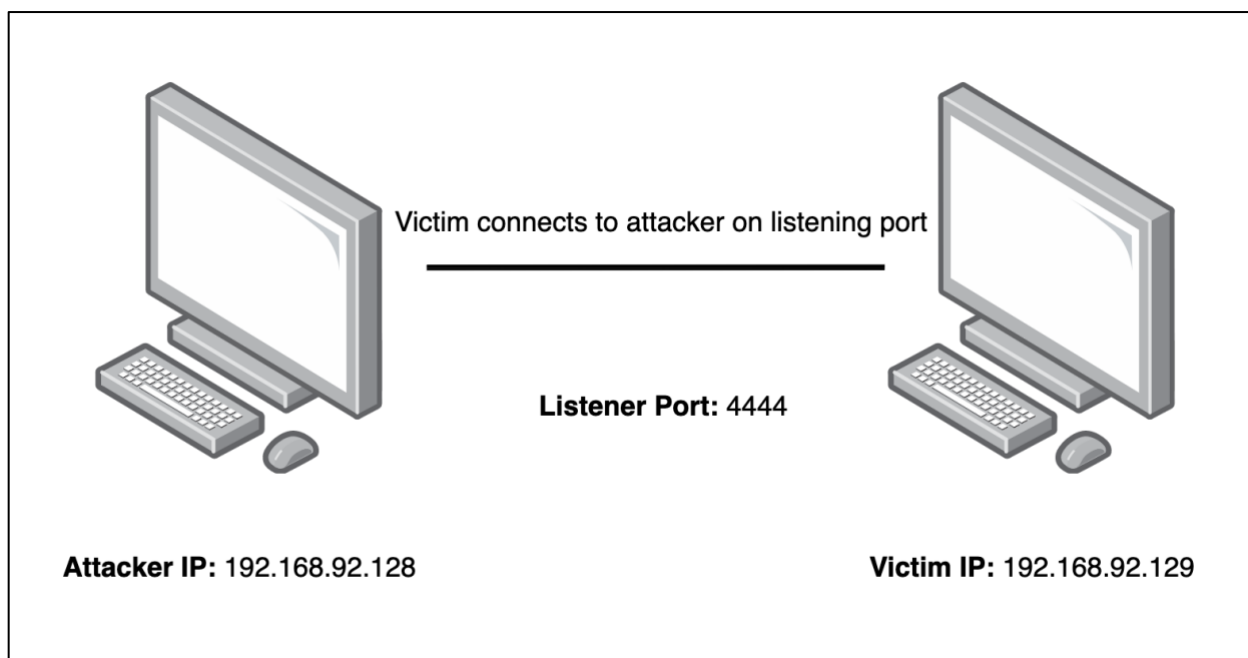 Victim connects to attacker on listening port
Listener Port: 4444
Attacker IP: 192.168.92.128
Victim IP: 192.168.92.129